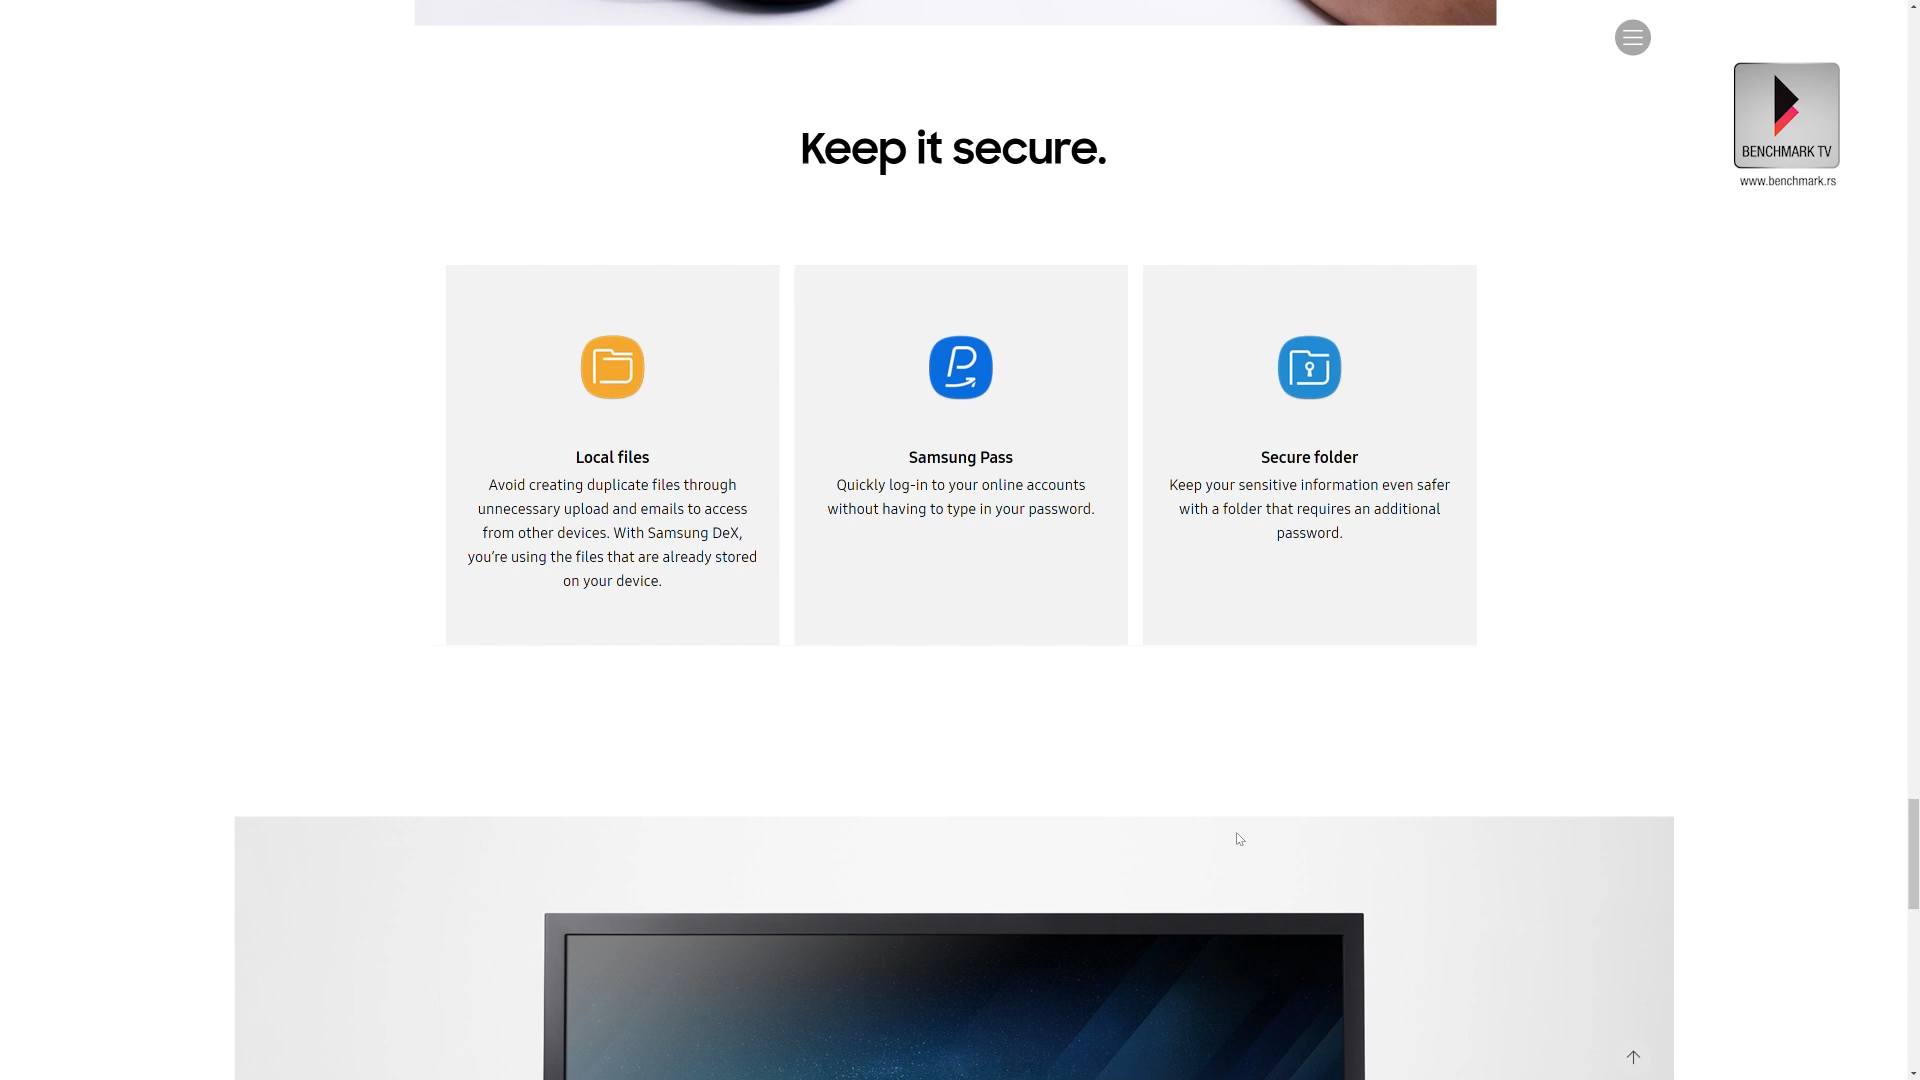 BENCHMARK TV
www.benchmark.rs
Keep it secure.
Local files
Avoid creating duplicate files through
unnecessary upload and emails to access
from other devices. With Samsung DeX,
you’re using the files that are already stored
on your device.
Samsung Pass
Quickly log-in to your online accounts
without having to type in your password.
Secure folder
Keep your sensitive information even safer
with a folder that requires an additional
password.